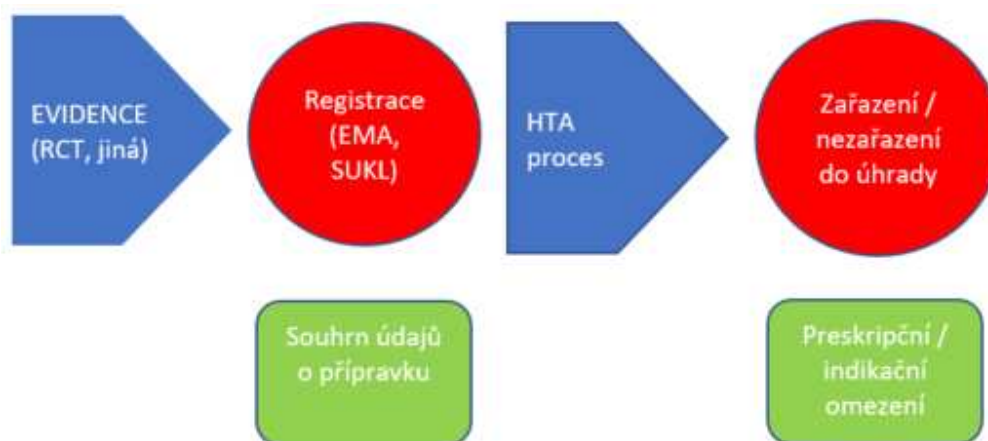 EVIDENCE
(RCT, jiná)
Registrace
(EMA,
SUKL)
HTA
proces
Zařazení /
nezařazení
do úhrady
Souhrn údajů
o přípravku
Preskripční /
indikační
omezení